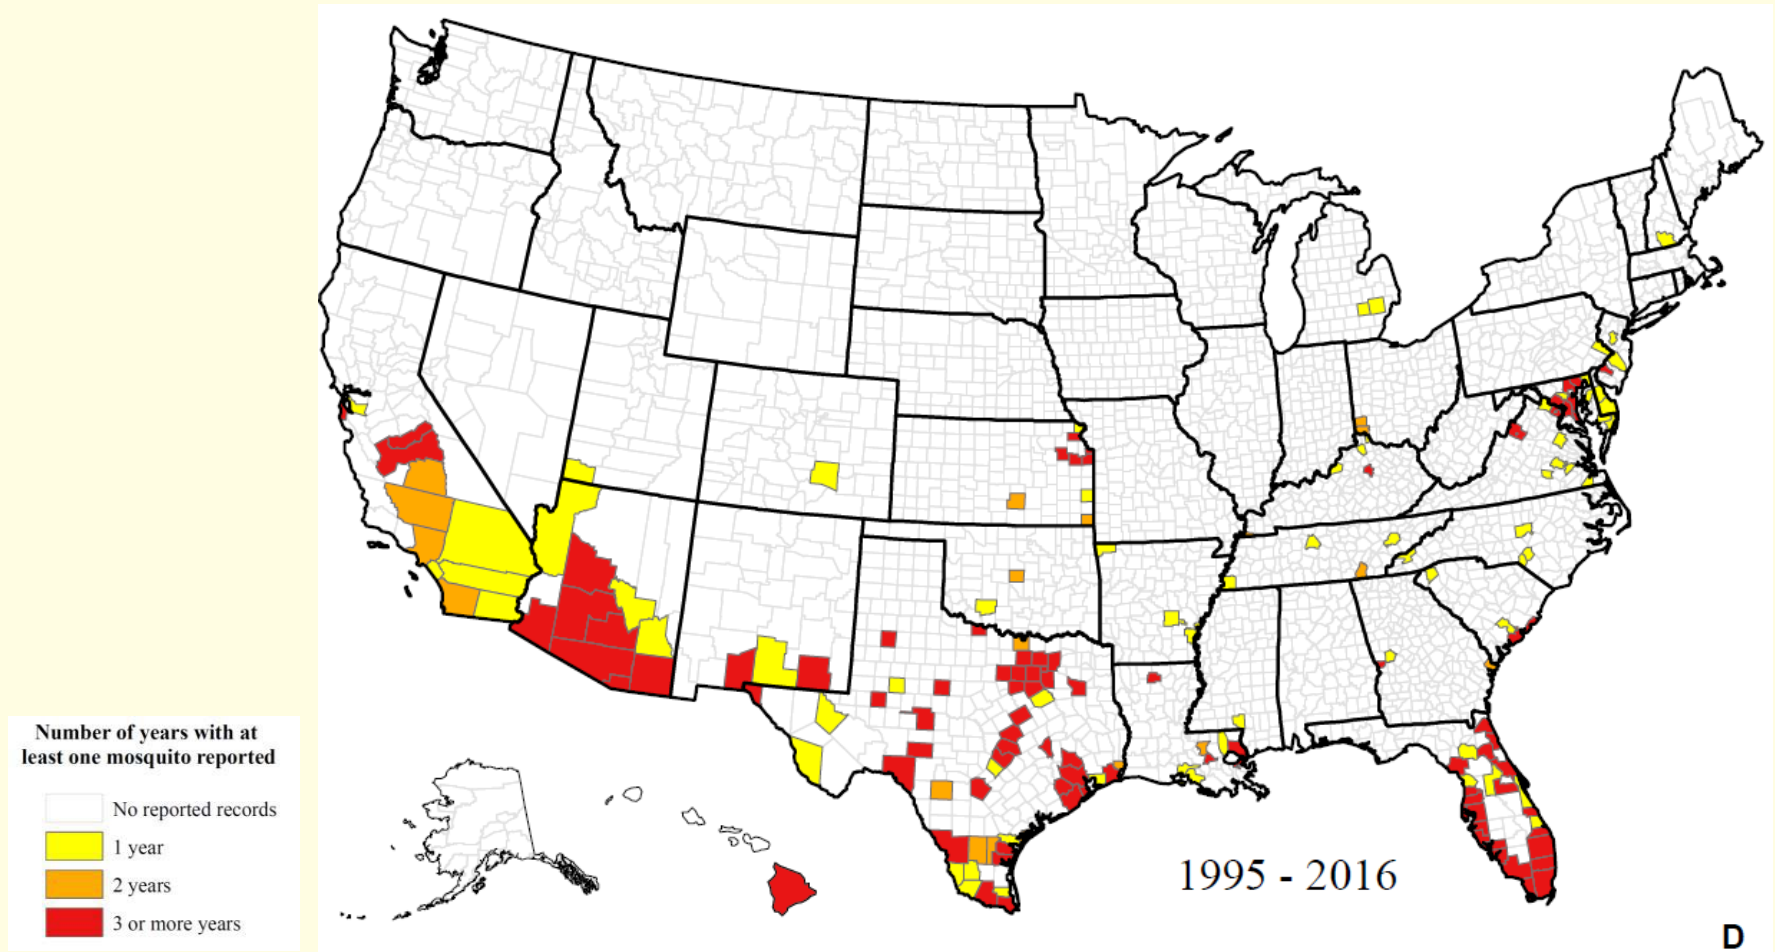 Number of years with at
least one mosquito reported
No reported records
1 year
2 years
3 or more years
1995 - 2016
D